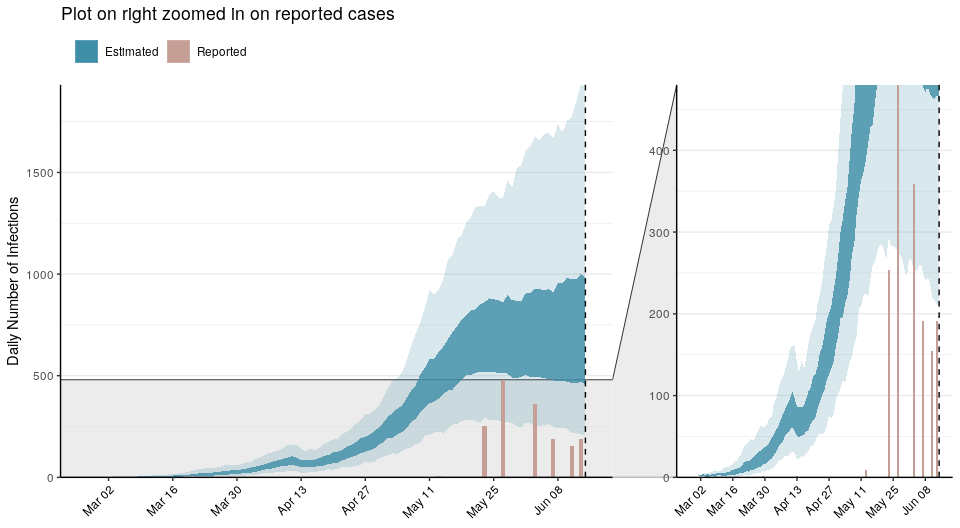 Plot on right zoomed in on reported cases
Estimated
Reported
Daily Number of Infections
1500
1000
500
0
Mar 02
Mar 16
Mar 30
Apr 13
Apr 27
May 11
May 25
Jun 08
400
300
200
100
0
Mar 02
Mar 16
Mar 30
Apr 13
Apr 27
May 11
May 25
Jun 08